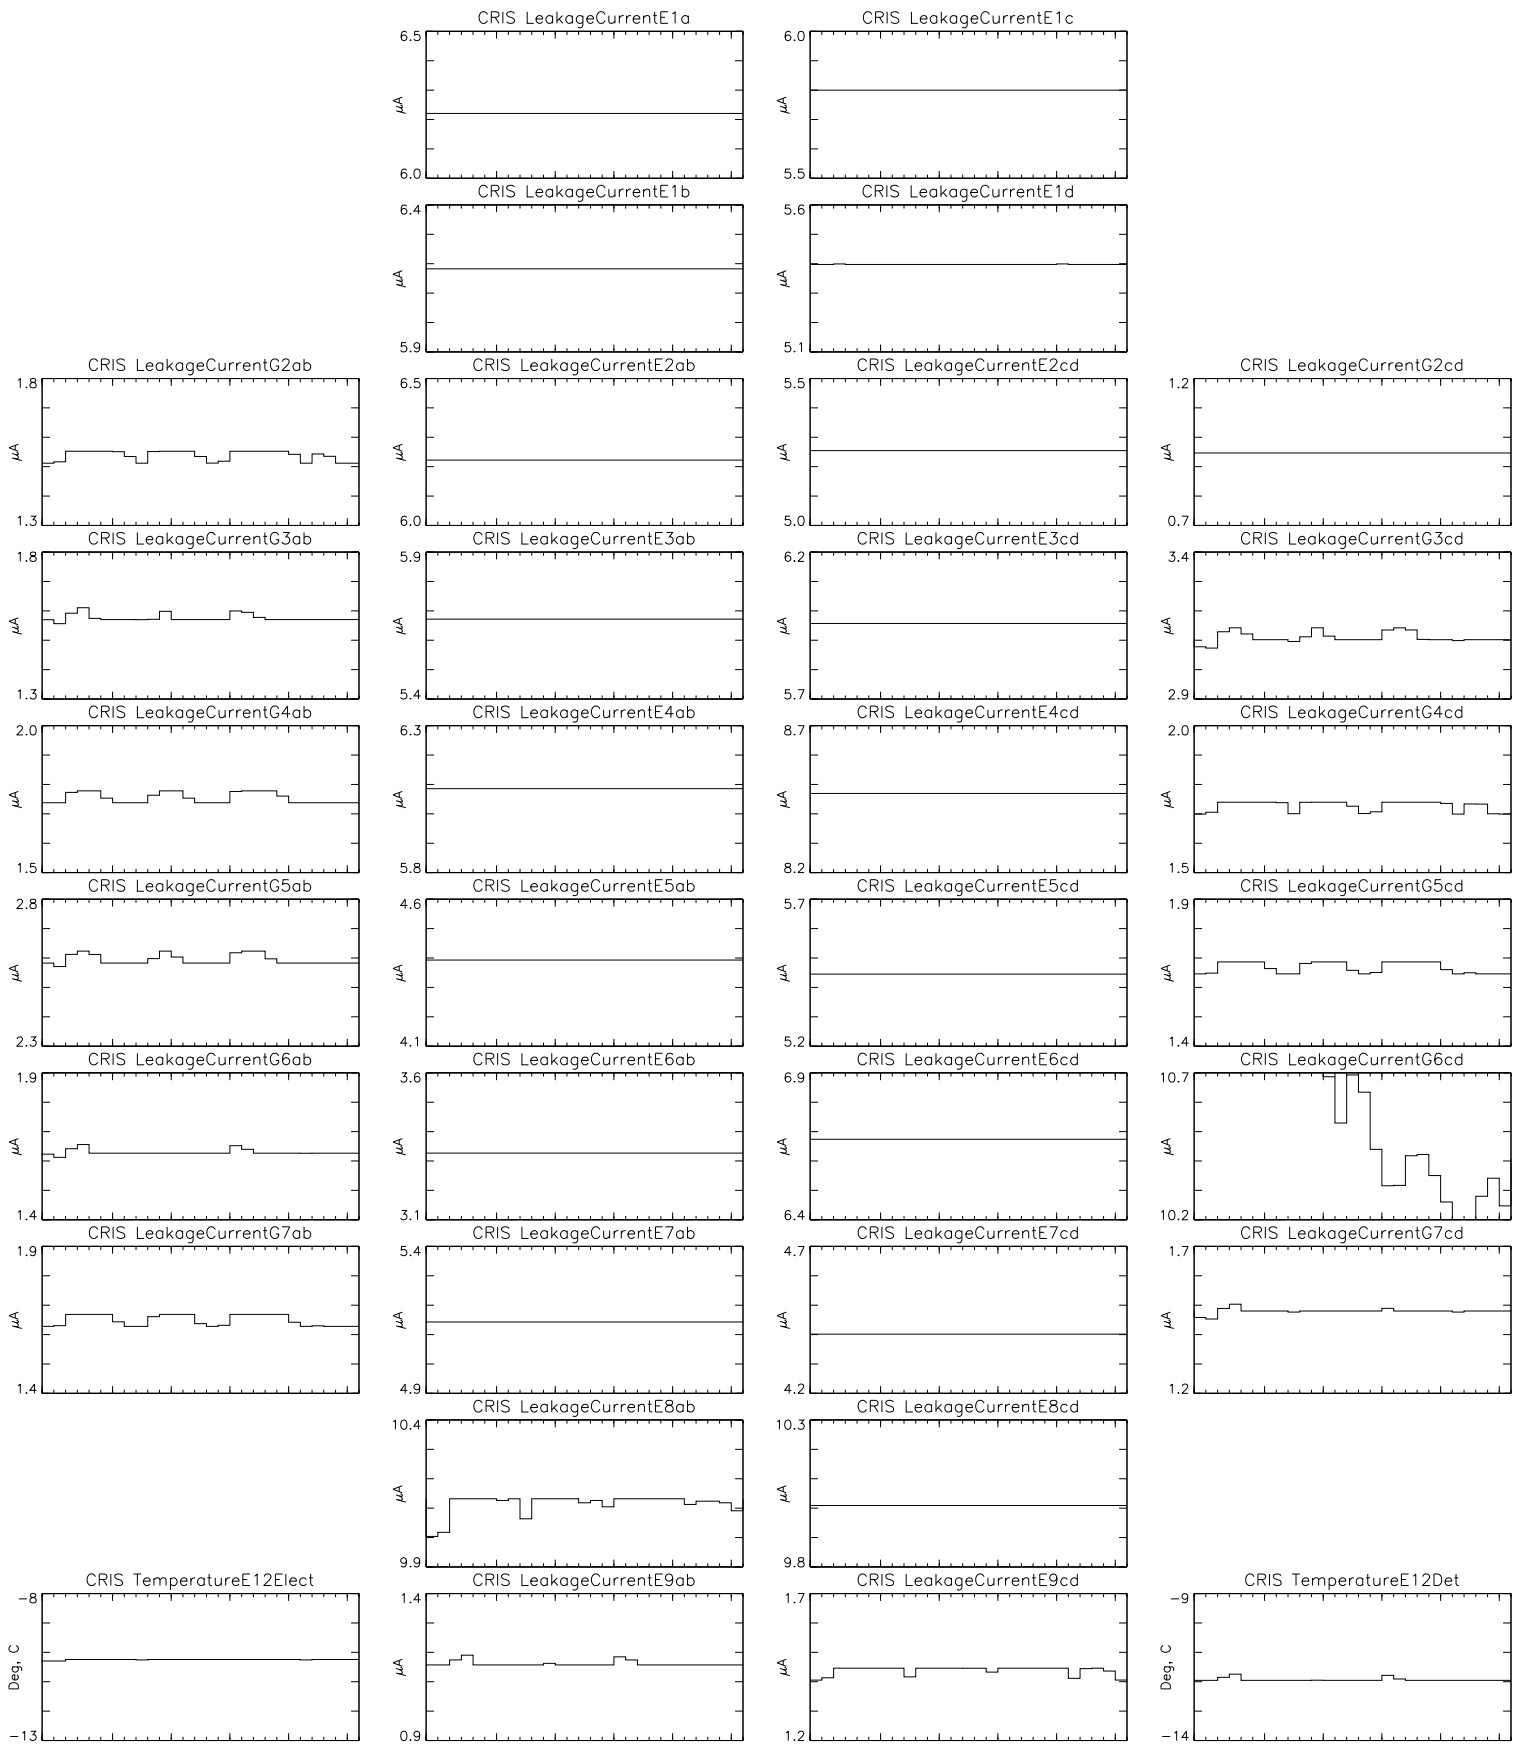 CRIS LeakageCurrentE1a
6.5
μA
6.0
CRIS LeakageCurrentE1c
6.0
μA
5.5
CRIS LeakageCurrentE1b
6.4
μA
5.9
CRIS LeakageCurrentE1d
5.6
μA
5.1
CRIS LeakageCurrentG2ab
1.8
μA
1.3
CRIS LeakageCurrentE2ab
6.5
μA
6.0
CRIS LeakageCurrentE2cd
5.5
μA
5.0
CRIS LeakageCurrentG2cd
1.2
μA
0.7
CRIS LeakageCurrentG3ab
1.8
μA
1.3
CRIS LeakageCurrentE3ab
5.9
μA
5.4
CRIS LeakageCurrentE3cd
6.2
μA
5.7
CRIS LeakageCurrentG3cd
3.4
μA
2.9
CRIS LeakageCurrentG4ab
2.0
μA
1.5
CRIS LeakageCurrentE4ab
6.3
μA
5.8
CRIS LeakageCurrentE4cd
8.7
μA
8.2
CRIS LeakageCurrentG4cd
2.0
μA
1.5
CRIS LeakageCurrentG5ab
2.8
μA
2.3
CRIS LeakageCurrentE5ab
4.6
μA
4.1
CRIS LeakageCurrentE5cd
5.7
μA
5.2
CRIS LeakageCurrentG5cd
1.9
μA
1.4
CRIS LeakageCurrentG6ab
1.9
μA
1.4
CRIS LeakageCurrentE6ab
3.6
μA
3.1
CRIS LeakageCurrentE6cd
6.9
μA
6.4
CRIS LeakageCurrentG6cd
10.7
μA
10.2
CRIS LeakageCurrentG7ab
1.9
μA
1.4
CRIS LeakageCurrentE7ab
5.4
μA
4.9
CRIS LeakageCurrentE7cd
4.7
μA
4.2
CRIS LeakageCurrentG7cd
1.7
μA
1.2
CRIS LeakageCurrentE8ab
10.4
μA
9.9
CRIS LeakageCurrentE8cd
10.3
μA
9.8
CRIS TemperatureE12Elect
-8
Deg, C
-13
CRIS LeakageCurrentE9ab
1.4
μA
0.9
CRIS LeakageCurrentE9cd
1.7
μA
1.2
CRIS TemperatureE12Det
-9
Deg, C
-14